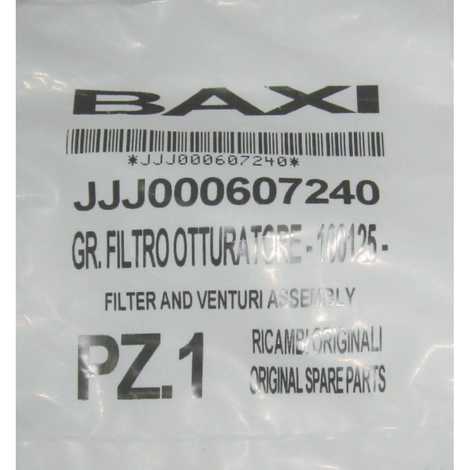 BAXI
*JJJ000607240*
JJJ000607240
GR. FILTRO OTTURATORE - 100125 -
FILTER AND VENTURI ASSEMBLY
PZ.1
RICAMBI ORIGINALI
ORIGINAL SPARE PARTS